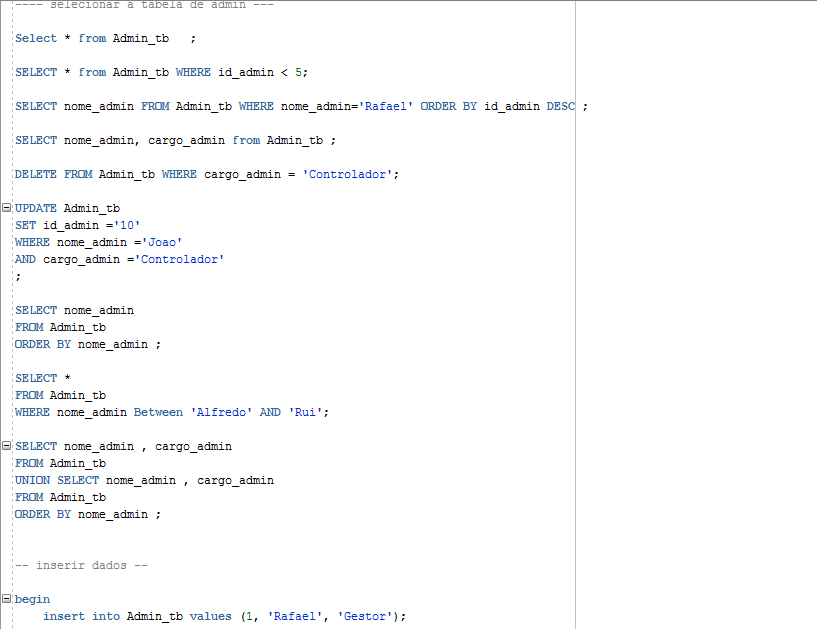 ---- selecionar a tabela de admin ---
Select * from Admin_tb   ;
SELECT * from Admin_tb WHERE id_admin < 5;
SELECT nome_admin FROM Admin_tb WHERE nome_admin='Rafael' ORDER BY id_admin DESC ;
SELECT nome_admin, cargo_admin from Admin_tb ;
DELETE FROM Admin_tb WHERE cargo_admin = 'Controlador';
UPDATE Admin_tb
SET id_admin ='10'
WHERE nome_admin ='Joao'
AND cargo_admin ='Controlador'
;
SELECT nome_admin
FROM Admin_tb
ORDER BY nome_admin ;
SELECT *
FROM Admin_tb
WHERE nome_admin Between 'Alfredo' AND 'Rui';
SELECT nome_admin , cargo_admin
FROM Admin_tb
UNION SELECT nome_admin , cargo_admin
FROM Admin_tb
ORDER BY nome_admin ;
-- inserir dados --
begin
    insert into Admin_tb values (1, 'Rafael', 'Gestor');